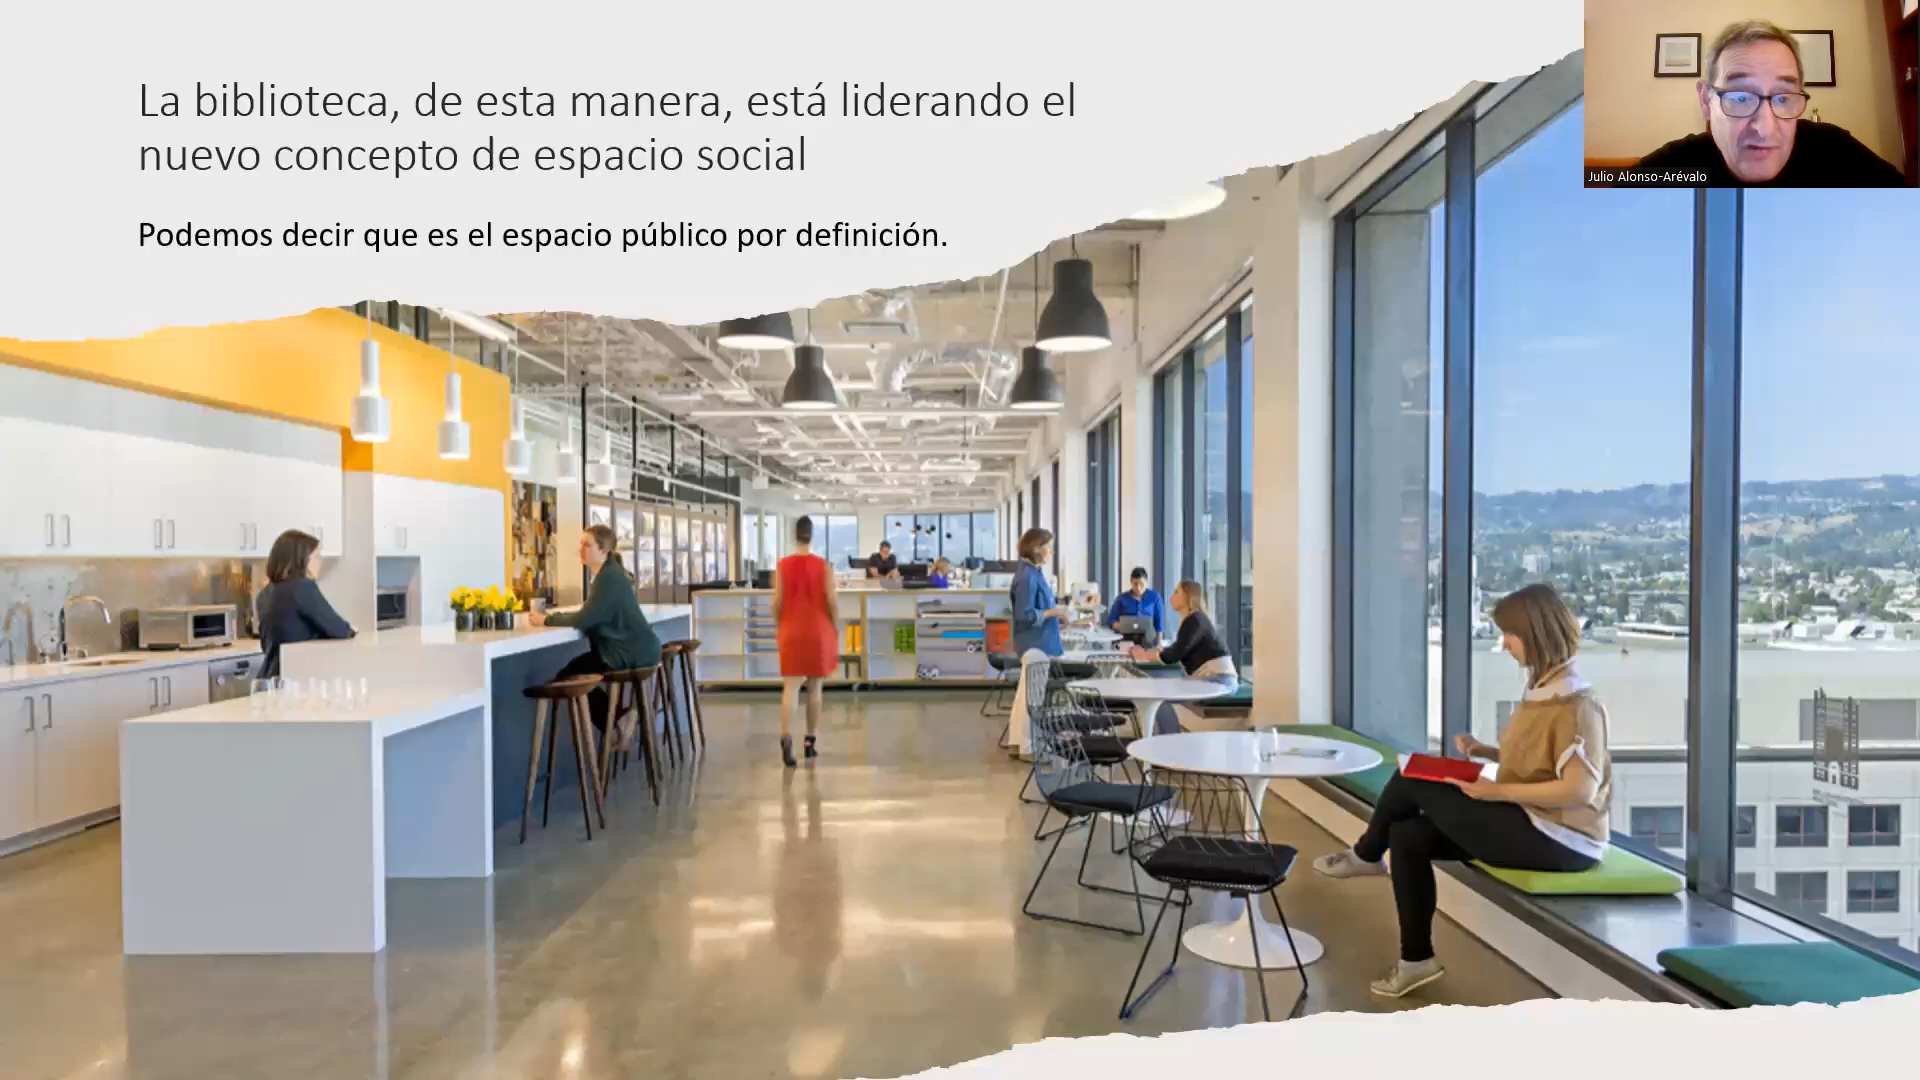 La biblioteca, de esta manera, está liderando el
nuevo concepto de espacio social
Podemos decir que es el espacio público por definición.
Julio Alonso-Arévalo